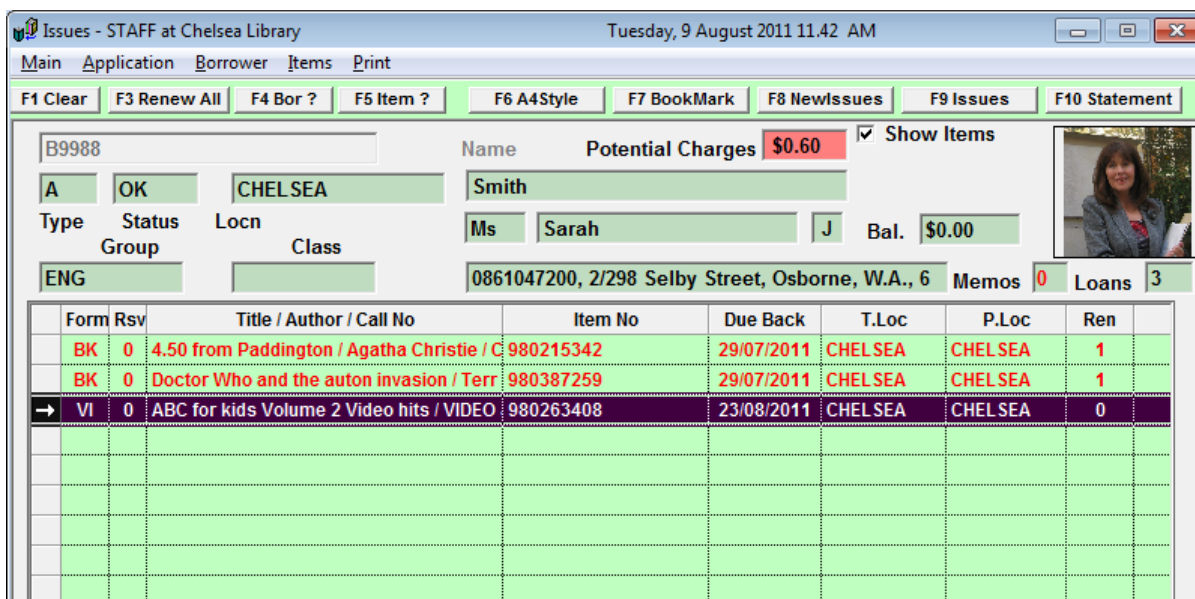 Issues - STAFF at Chelsea Library Tuesday, 9 August 2011 11.42 AM
Main Application Borrower Items Print
F1 Clear F3 Renew All F4 Bor ? F5 Item ? F6 A4Style F7 BookMark F8 NewIssues F9 Issues F10 Statement
B9988 Name Potential Charges $0.60 Show Items
A OK CHELSEA Smith
Type Status Locn Ms Sarah J Bal. $0.00
Group Class
ENG 0861047200, 2/298 Selby Street, Osborne, W.A., 6 Memos 0 Loans 3
Form Rsv Title / Author / Call No Item No Due Back T.Loc P.Loc Ren
BK 0 4.50 from Paddington / Agatha Christie / C 980215342 29/07/2011 CHELSEA CHELSEA 1
BK 0 Doctor Who and the auton invasion / Terr 980387259 29/07/2011 CHELSEA CHELSEA 1
VI 0 ABC for kids Volume 2 Video hits / VIDEO 980263408 23/08/2011 CHELSEA CHELSEA 0